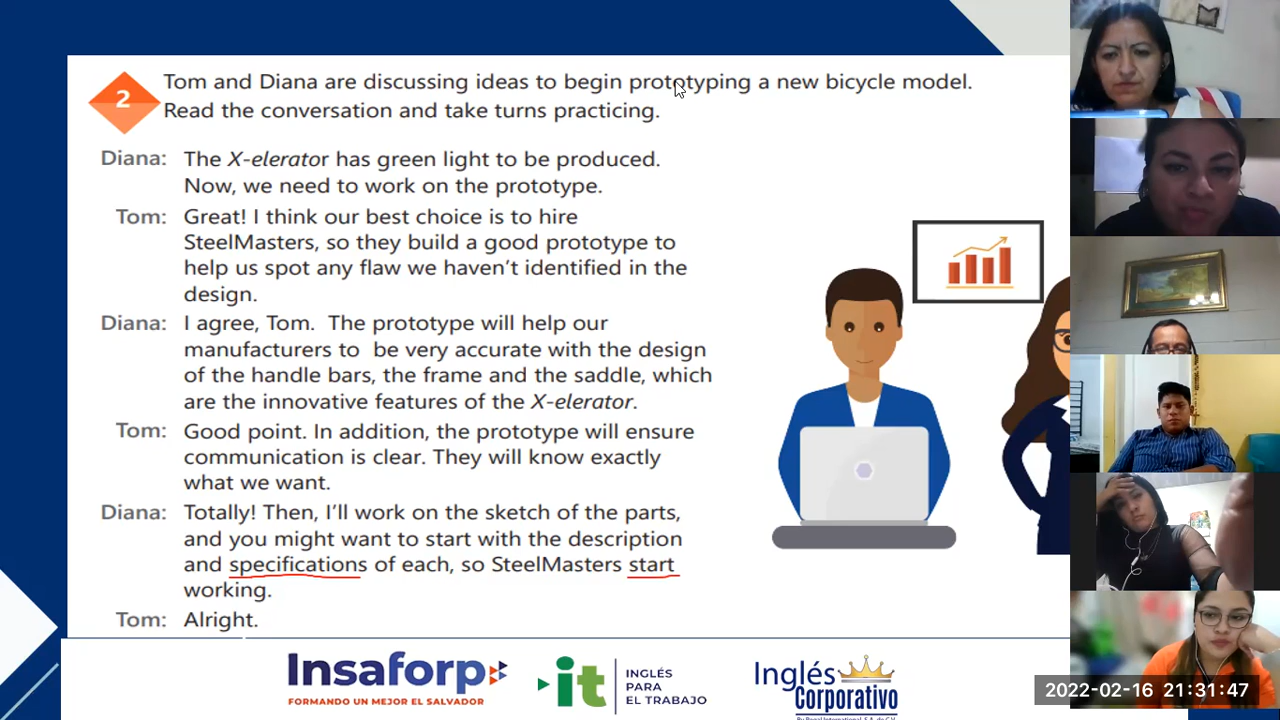 2
Tom and Diana are discussing ideas to begin prototyping a new bicycle model.
Read the conversation and take turns practicing.
Diana: The X-elerator has green light to be produced.
Now, we need to work on the prototype.
Tom: Great! I think our best choice is to hire
SteelMasters, so they build a good prototype to
help us spot any flaw we haven't identified in the
design.
Diana: I agree, Tom. The prototype will help our
manufacturers to be very accurate with the design
of the handle bars, the frame and the saddle, which
are the innovative features of the X-elerator.
Tom: Good point. In addition, the prototype will ensure
communication is clear. They will know exactly
what we want.
Diana: Totally! Then, I'll work on the sketch of the parts,
and you might want to start with the description
and specifications of each, so SteelMasters start
working.
Tom: Alright.
Insaforp
FORMANDO UN MEJOR EL SALVADOR
it
INGLÉS
PARA
EL TRABAJO
Inglés
Corporativo
2022-02-16 21:31:47